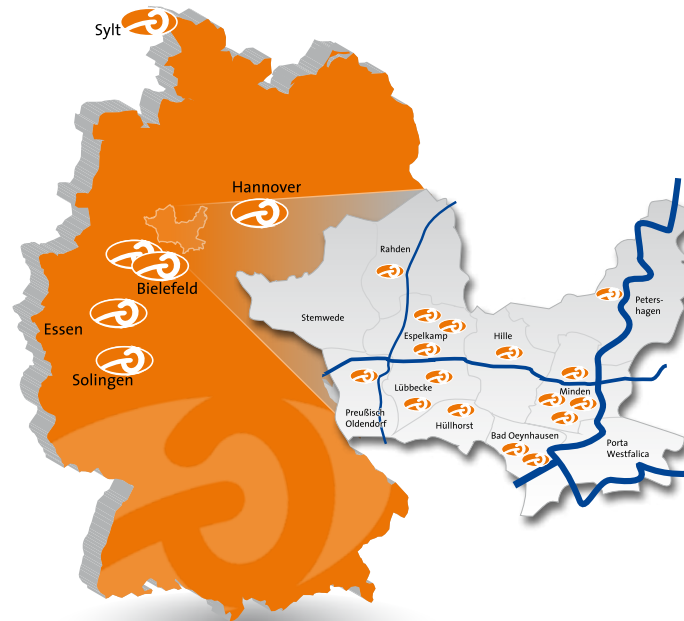 Sylt
Hannover
Bielefeld
Essen
Solingen
Rahden
Peters-
hagen
Stemwede
Espelkamp
Hille
Lübbecke
Minden
Preußisch
Oldendorf
Hüllhorst
Bad Oeynhausen
Porta
Westfalica